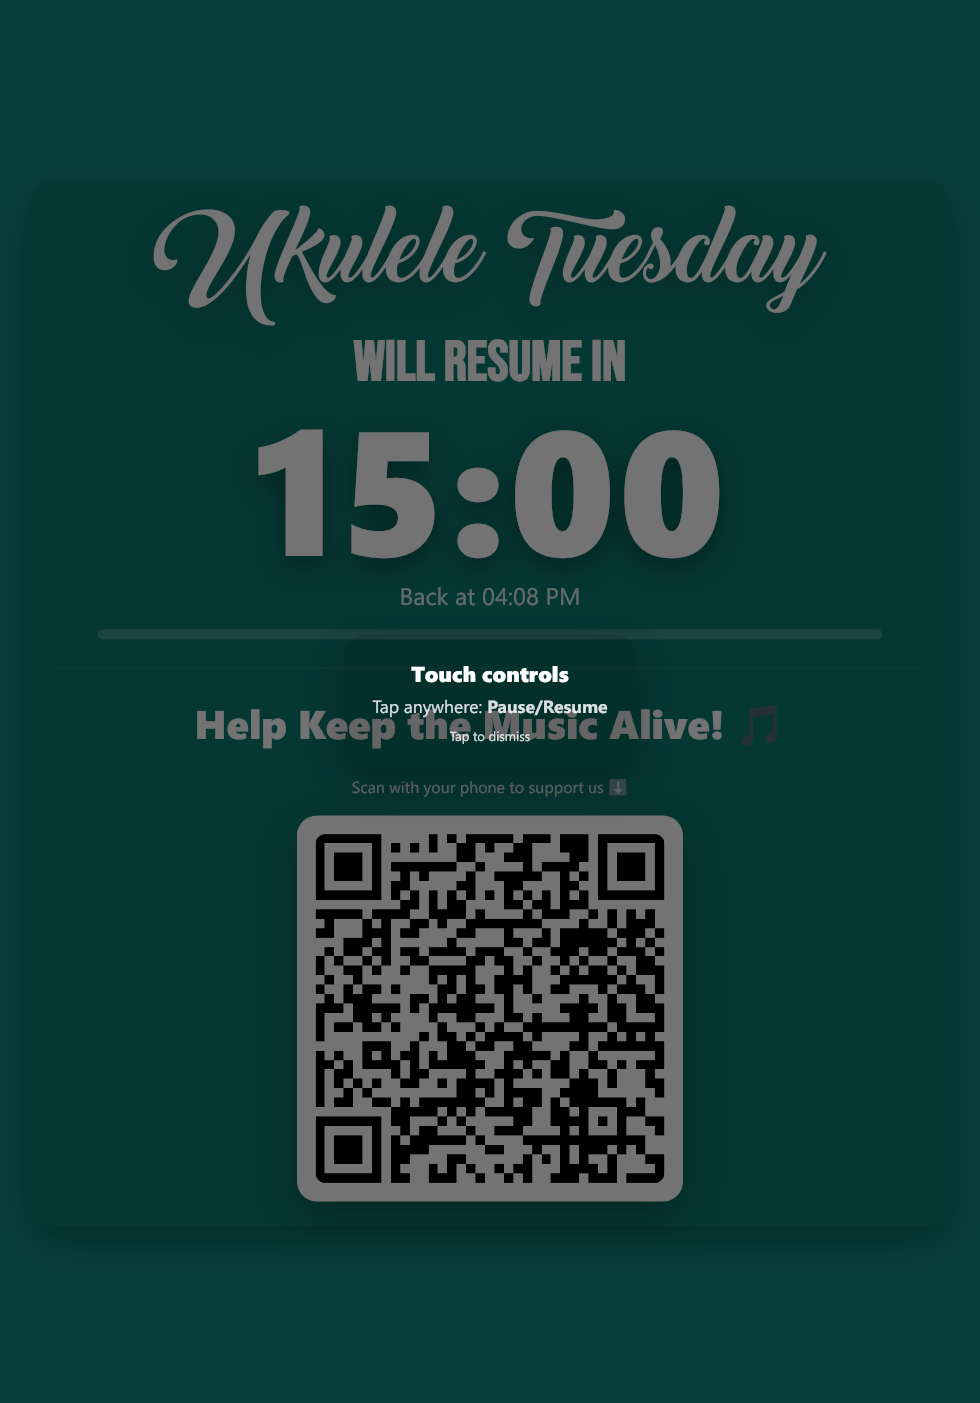 Ukulele Tuesday
WILL RESUME IN
15:00
Back at 04:08 PM
Touch controls
Tap anywhere: Pause/Resume
Help Keep the Music Alive! 🎵
Tap to dismiss
Scan with your phone to support us ⬇️